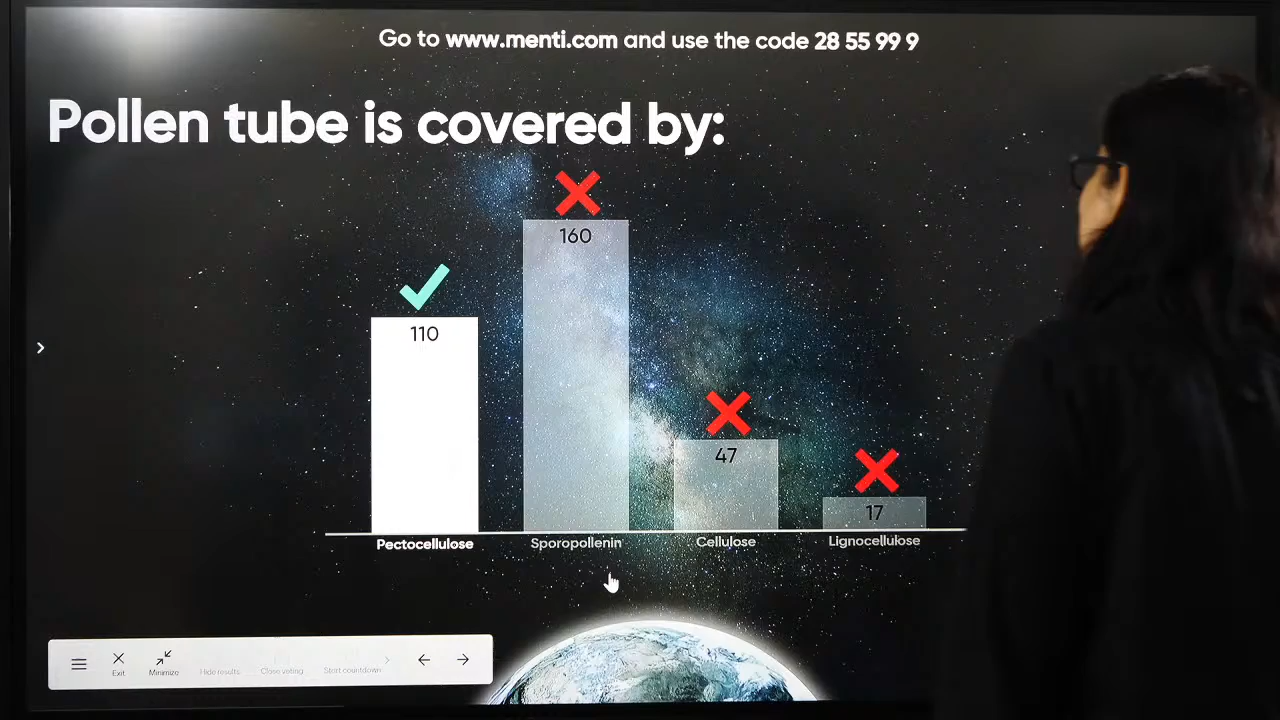 Go to www.menti.com and use the code 28 55 99 9
Pollen tube is covered by:
160
110
47
17
Pectocellulose Sporopollenin Cellulose Lignocellulose
Exit Minimize Hide results Close voting Start countdown